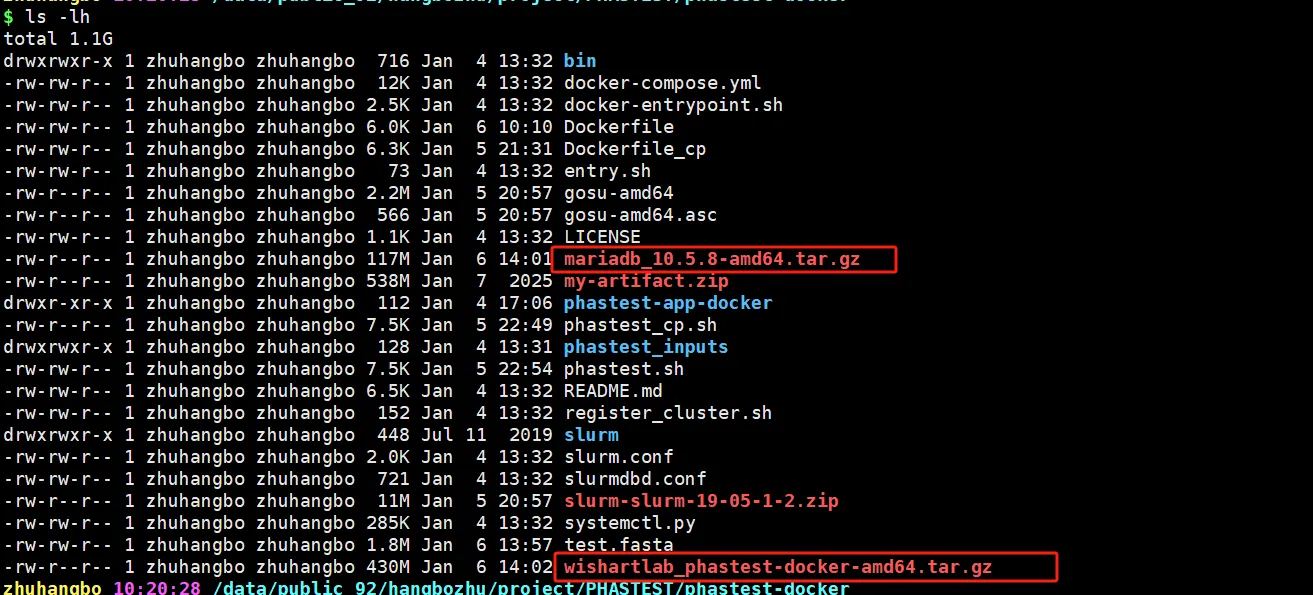 zhuhangbo 10:20:25 /data/public_92/hangbozhu/project/PHASTEST/phastest-docker
$ ls -lh
total 1.1G
drwxrwxr-x 1 zhuhangbo zhuhangbo  716 Jan  4 13:32 bin
-rw-rw-r-- 1 zhuhangbo zhuhangbo  12K Jan  4 13:32 docker-compose.yml
-rw-rw-r-- 1 zhuhangbo zhuhangbo 2.5K Jan  4 13:32 docker-entrypoint.sh
-rw-rw-r-- 1 zhuhangbo zhuhangbo 6.0K Jan  6 10:10 Dockerfile
-rw-rw-r-- 1 zhuhangbo zhuhangbo 6.3K Jan  5 21:31 Dockerfile_cp
-rw-rw-r-- 1 zhuhangbo zhuhangbo   73 Jan  4 13:32 entry.sh
-rw-r--r-- 1 zhuhangbo zhuhangbo 2.2M Jan  5 20:57 gosu-amd64
-rw-r--r-- 1 zhuhangbo zhuhangbo  566 Jan  5 20:57 gosu-amd64.asc
-rw-rw-r-- 1 zhuhangbo zhuhangbo 1.1K Jan  4 13:32 LICENSE
-rw-rw-r-- 1 zhuhangbo zhuhangbo 117M Jan  6 14:01 mariadb_10.5.8-amd64.tar.gz
-rw-rw-r-- 1 zhuhangbo zhuhangbo 538M Jan  7  2025 my-artifact.zip
drwxr-xr-x 1 zhuhangbo zhuhangbo  112 Jan  4 17:06 phastest-app-docker
-rw-rw-r-- 1 zhuhangbo zhuhangbo 7.5K Jan  5 22:49 phastest_cp.sh
drwxrwxr-x 1 zhuhangbo zhuhangbo  128 Jan  4 13:31 phastest_inputs
-rw-rw-r-- 1 zhuhangbo zhuhangbo 7.5K Jan  5 22:54 phastest.sh
-rw-rw-r-- 1 zhuhangbo zhuhangbo 6.5K Jan  4 13:32 README.md
-rw-rw-r-- 1 zhuhangbo zhuhangbo  152 Jan  4 13:32 register_cluster.sh
drwxrwxr-x 1 zhuhangbo zhuhangbo  448 Jul 11  2019 slurm
-rw-rw-r-- 1 zhuhangbo zhuhangbo 2.0K Jan  4 13:32 slurm.conf
-rw-rw-r-- 1 zhuhangbo zhuhangbo  721 Jan  4 13:32 slurmdbd.conf
-rw-r--r-- 1 zhuhangbo zhuhangbo  11M Jan  5 20:57 slurm-slurm-19-05-1-2.zip
-rw-rw-r-- 1 zhuhangbo zhuhangbo 285K Jan  4 13:32 systemctl.py
-rw-rw-r-- 1 zhuhangbo zhuhangbo 1.8M Jan  6 13:57 test.fasta
-rw-rw-r-- 1 zhuhangbo zhuhangbo 430M Jan  6 14:02 wishartlab_phastest-docker-amd64.tar.gz
zhuhangbo 10:20:28 /data/public_92/hangbozhu/project/PHASTEST/phastest-docker